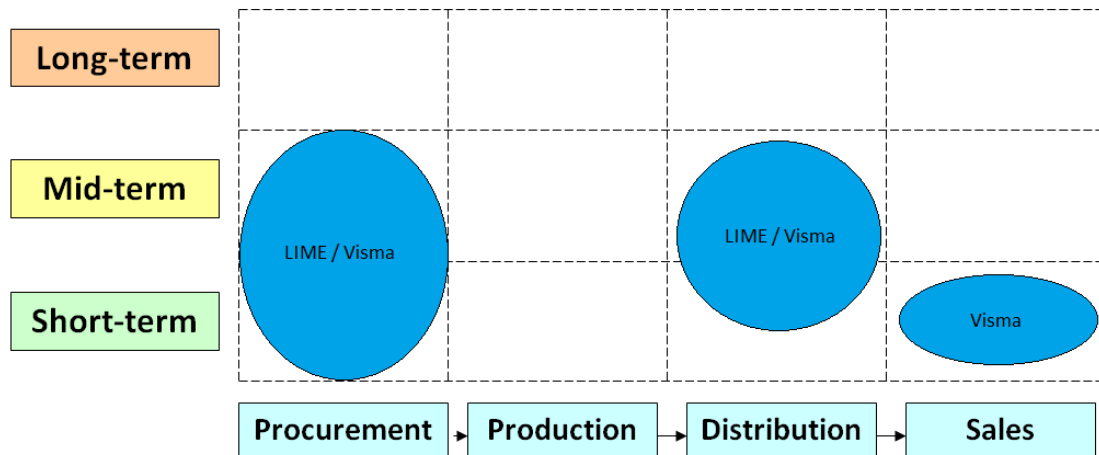 Long-term
Mid-term
LIME / Visma
LIME / Visma
Short-term
Visma
Procurement
Production
Distribution
Sales